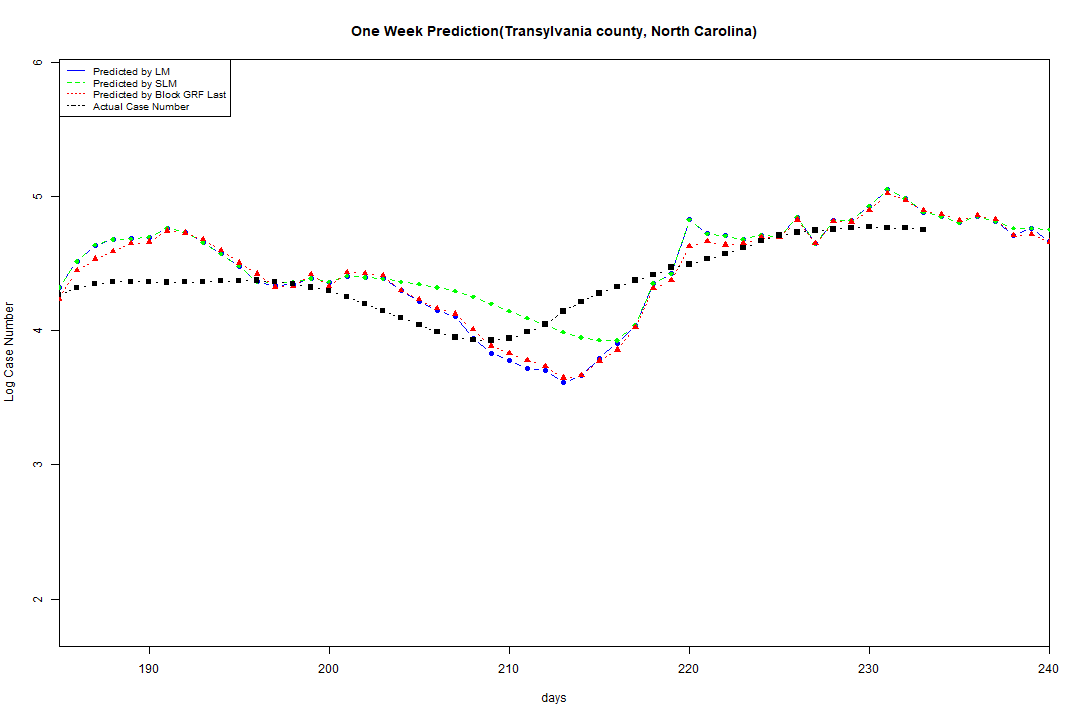 One Week Prediction(Transylvania county, North Carolina)
Predicted by LM
Predicted by SLM
Predicted by Block GRF Last
Actual Case Number
6
5
4
3
2
Log Case Number
190 200 210 220 230 240
days